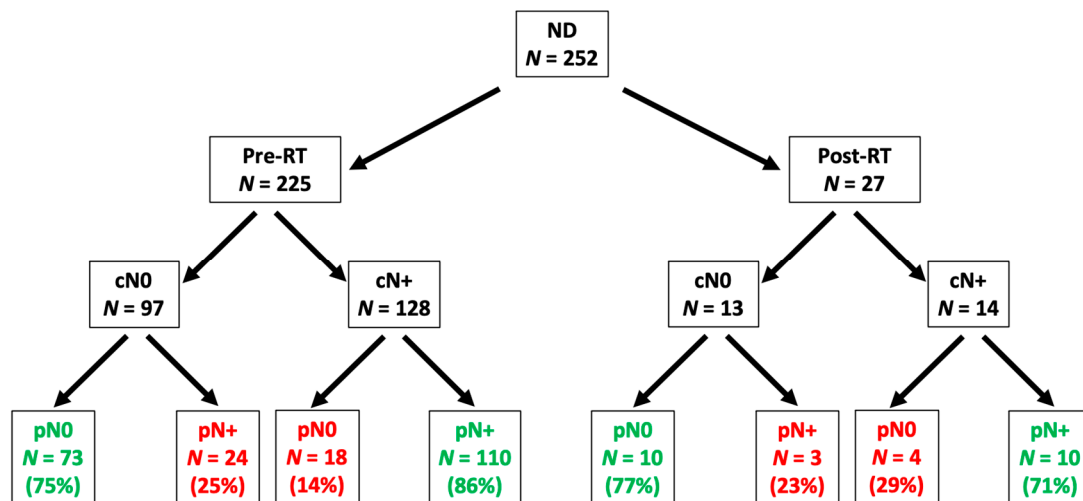 ND
N = 252
Pre-RT
N = 225
Post-RT
N = 27
cN0
N = 97
cN+
N = 128
cN0
N = 13
cN+
N = 14
pN0
N = 73
(75%)
pN+
N = 24
(25%)
pN0
N = 18
(14%)
pN+
N = 110
(86%)
pN0
N = 10
(77%)
pN+
N = 3
(23%)
pN0
N = 4
(29%)
pN+
N = 10
(71%)